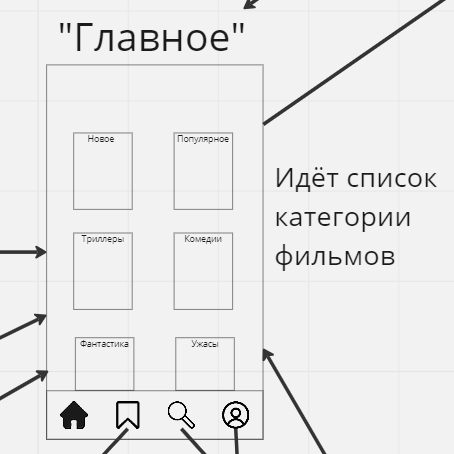 "Главное"
Новое
Популярное
Идёт список
категории
фильмов
Триллеры
Комедии
Фантастика
Ужасы